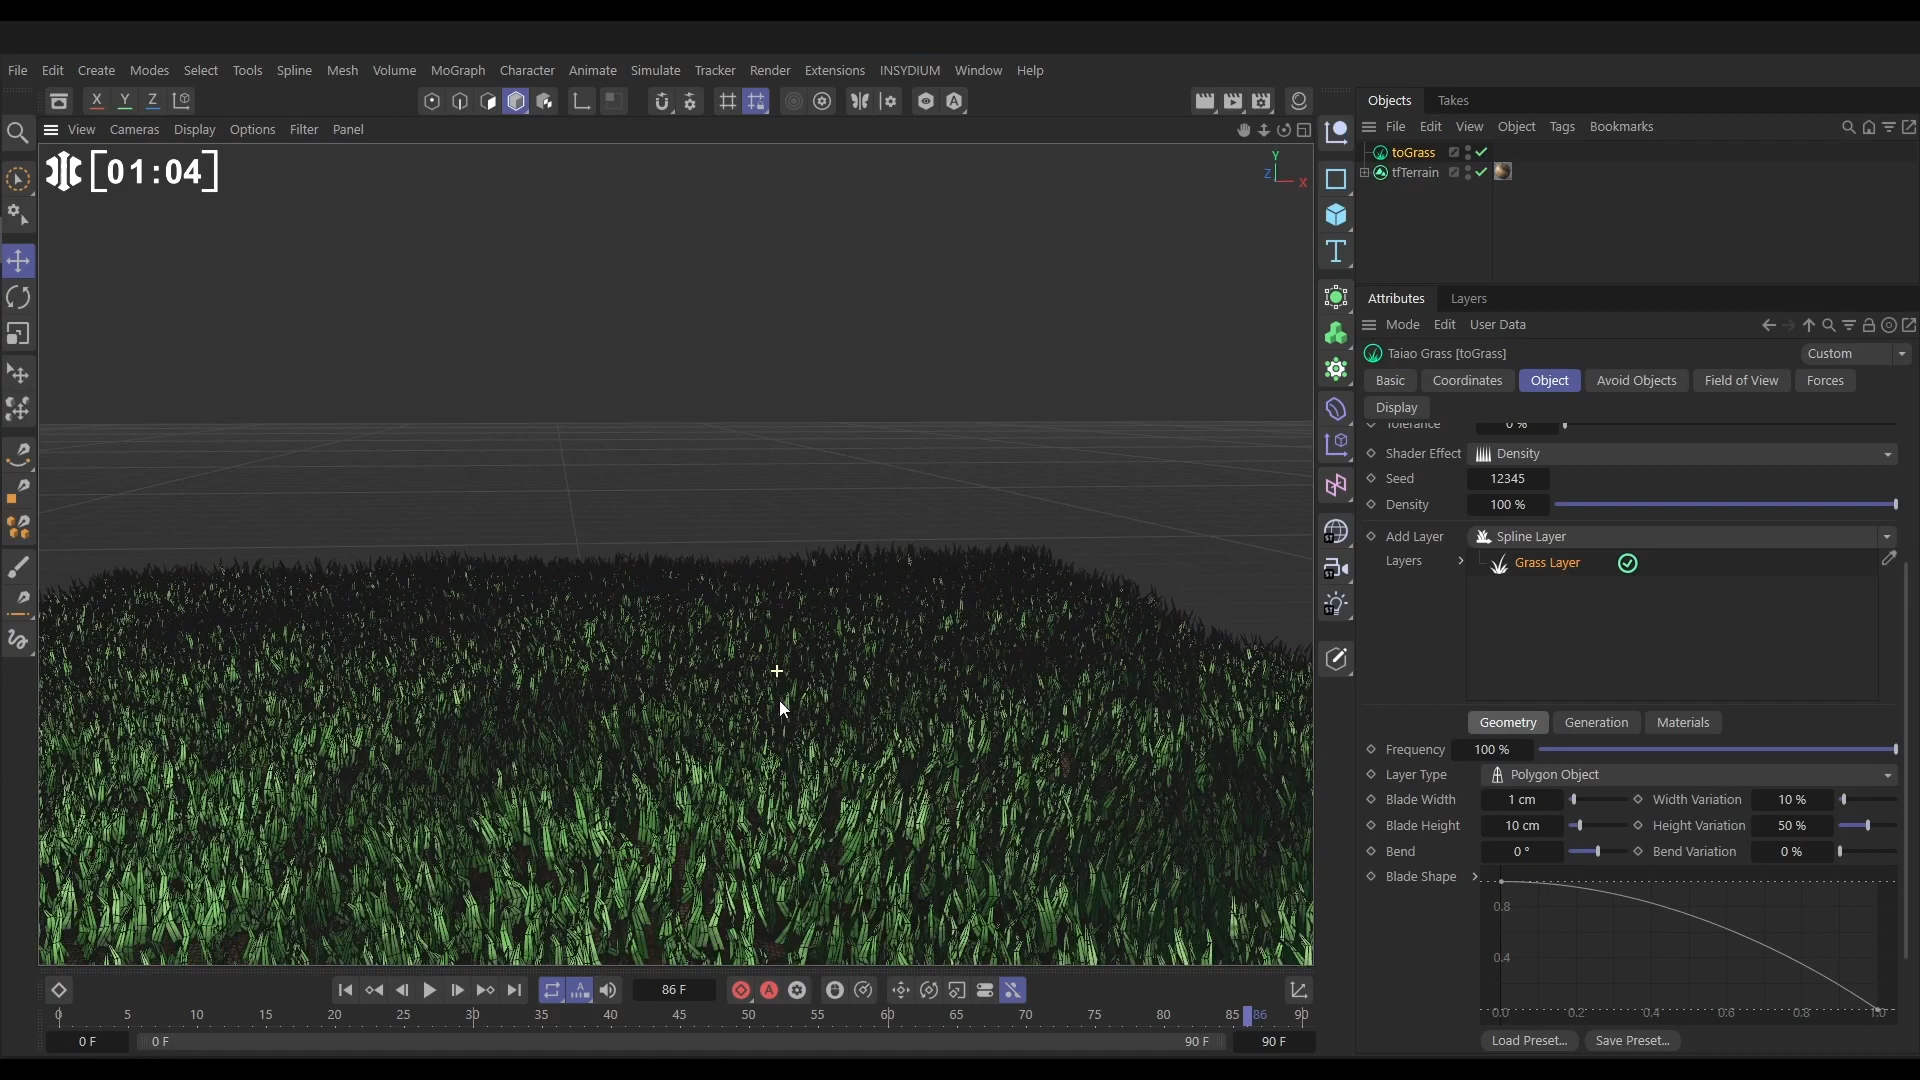 File Edit Create Modes Select Tools Spline Mesh Volume MoGraph Character Animate Simulate Tracker Render Extensions INSYDIUM Window Help
X Y Z
View Cameras Display Options Filter Panel
[01:04]
Y
Z X
Objects Takes
File Edit View Object Tags Bookmarks
toGrass
tfTerrain
Attributes Layers
Mode Edit User Data
Taiao Grass [toGrass] Custom
Basic Coordinates Object Avoid Objects Field of View Forces
Display
Tolerance 0 %
Shader Effect Density
Seed 12345
Density 100 %
Add Layer Spline Layer
Layers Grass Layer
Geometry Generation Materials
Frequency 100 %
Layer Type Polygon Object
Blade Width 1 cm Width Variation 10 %
Blade Height 10 cm Height Variation 50 %
Bend 0 ° Bend Variation 0 %
Blade Shape
0.8
0.4
0.0 0.2 0.4 0.6 0.8 1.0
Load Preset... Save Preset...
86 F
0 5 10 15 20 25 30 35 40 45 50 55 60 65 70 75 80 85 86 90
0 F 0 F 90 F 90 F